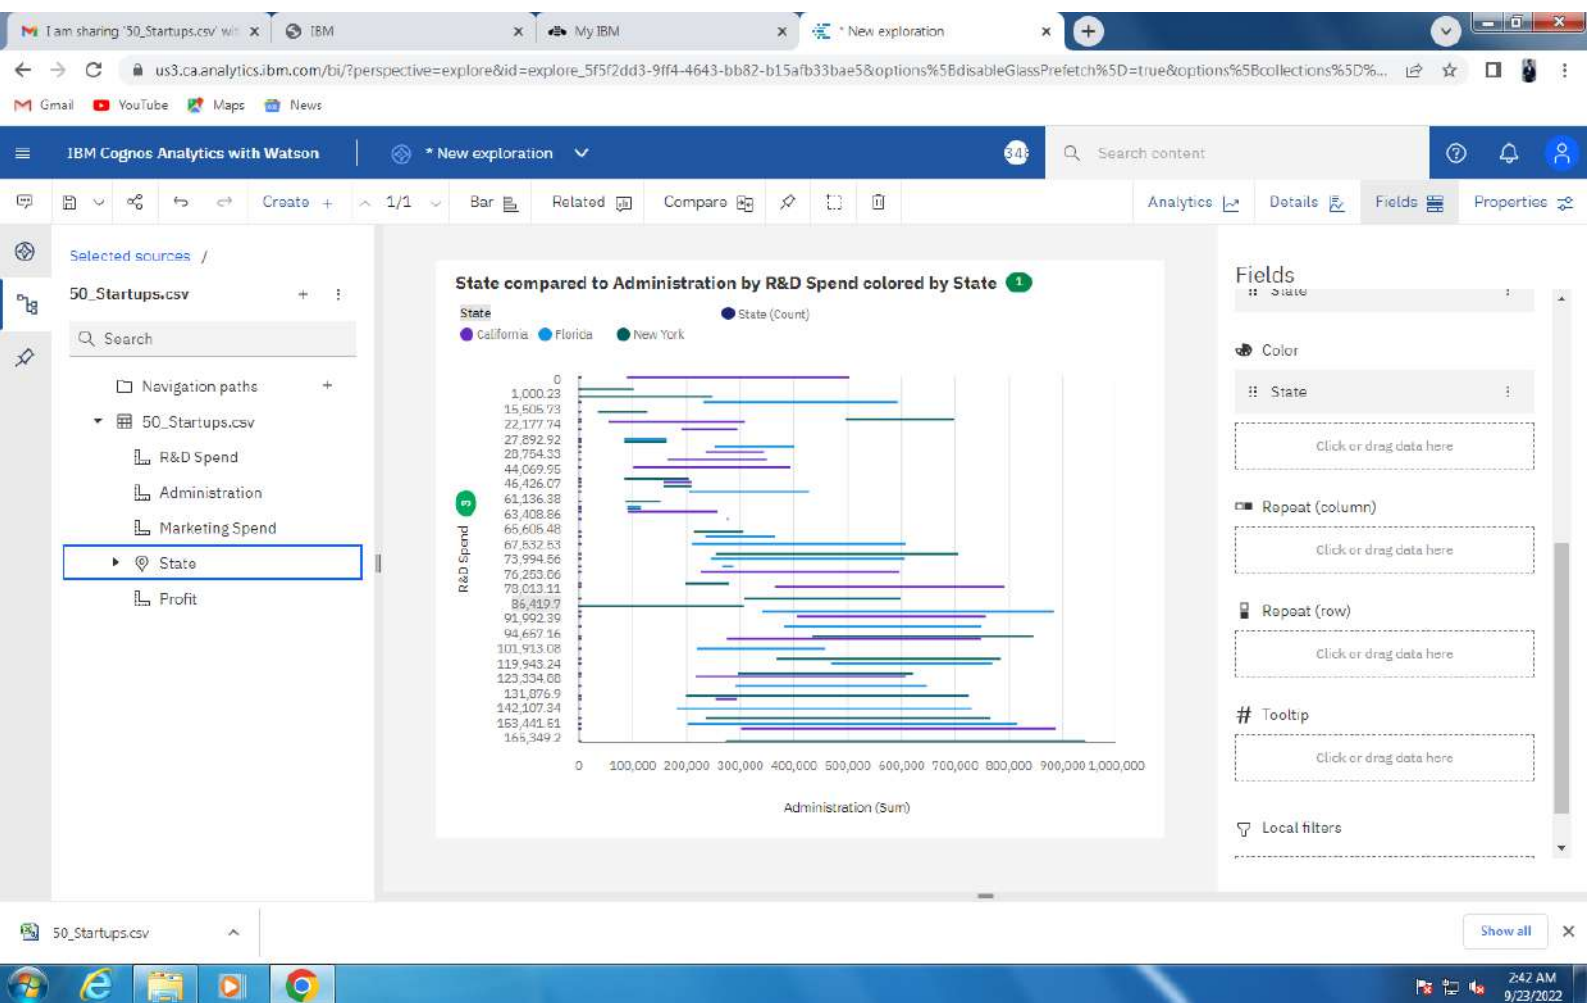 I am sharing '50_Startups.csv' wit
IBM
My IBM
* New exploration
us3.ca.analytics.ibm.com/bi/?perspective=explore&id=explore_5f5f2dd3-9ff4-4643-bb82-b15afb33bae5&options%5BdisableGlassPrefetch%5D=true&options%5Bcollections%5D%...
Gmail YouTube Maps News
IBM Cognos Analytics with Watson
* New exploration
Search content
Create + 1/1 Bar Related Compare
Analytics Details Fields Properties
Selected sources /
50_Startups.csv
Search
Navigation paths
50_Startups.csv
R&D Spend
Administration
Marketing Spend
State
Profit
State compared to Administration by R&D Spend colored by State 1
State
State (Count)
California Florida New York
0
1,000.23
15,505.73
22,177.74
27,892.92
28,754.33
44,069.95
46,426.07
61,136.38
63,408.86
65,605.48
67,532.53
73,994.56
76,253.86
78,013.11
86,419.7
91,992.39
94,657.16
101,913.08
119,943.24
123,334.88
131,876.9
142,107.34
153,441.51
165,349.2
3
R&D Spend
0 100,000 200,000 300,000 400,000 500,000 600,000 700,000 800,000 900,000 1,000,000
Administration (Sum)
Fields
State
Color
State
Click or drag data here
Repeat (column)
Click or drag data here
Repeat (row)
Click or drag data here
Tooltip
Click or drag data here
Local filters
50_Startups.csv
Show all
2:42 AM
9/23/2022